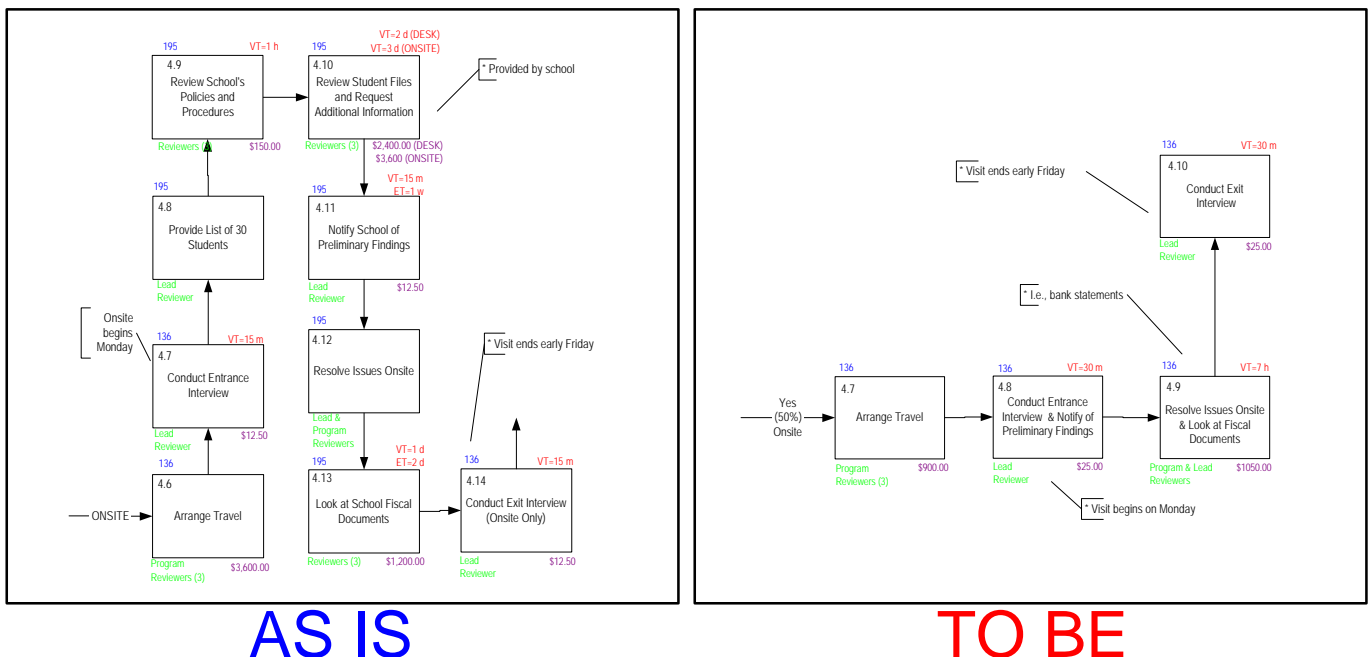 195
VT=1 h
4.9
Review School's
Policies and
Procedures
$150.00
VT=2 d (DESK)
195
VT=3 d (ONSITE)
4.10
Review Student Files
and Request
Additional Information
Reviewers (3)
$2,400.00 (DESK)
$3,600 (ONSITE)
* Provided by school
195
4.8
Provide List of 30
Students
Lead
Reviewer
VT=15 m
195
ET=1 w
4.11
Notify School of
Preliminary Findings
Lead
Reviewer
$12.50
Onsite
begins
Monday
136
VT=15 m
4.7
Conduct Entrance
Interview
Lead
Reviewer
$12.50
195
4.12
Resolve Issues Onsite
Lead &
Program
Reviewers
* Visit ends early Friday
136
4.6
Arrange Travel
ONSITE
Program
Reviewers (3)
$3,600.00
VT=1 d
195
ET=2 d
4.13
Look at School Fiscal
Documents
Reviewers (3)
$1,200.00
136
VT=15 m
4.14
Conduct Exit Interview
(Onsite Only)
Lead
Reviewer
$12.50
AS IS
136
VT=30 m
4.10
Conduct Exit
Interview
Lead
Reviewer
$25.00
* Visit ends early Friday
* I.e., bank statements
Yes
(50%)
Onsite
136
4.7
Arrange Travel
Program
Reviewers (3)
$900.00
136
VT=30 m
4.8
Conduct Entrance
Interview & Notify of
Preliminary Findings
Lead
Reviewer
$25.00
136
VT=7 h
4.9
Resolve Issues Onsite
& Look at Fiscal
Documents
Program & Lead
Reviewers
$1050.00
* Visit begins on Monday
TO BE